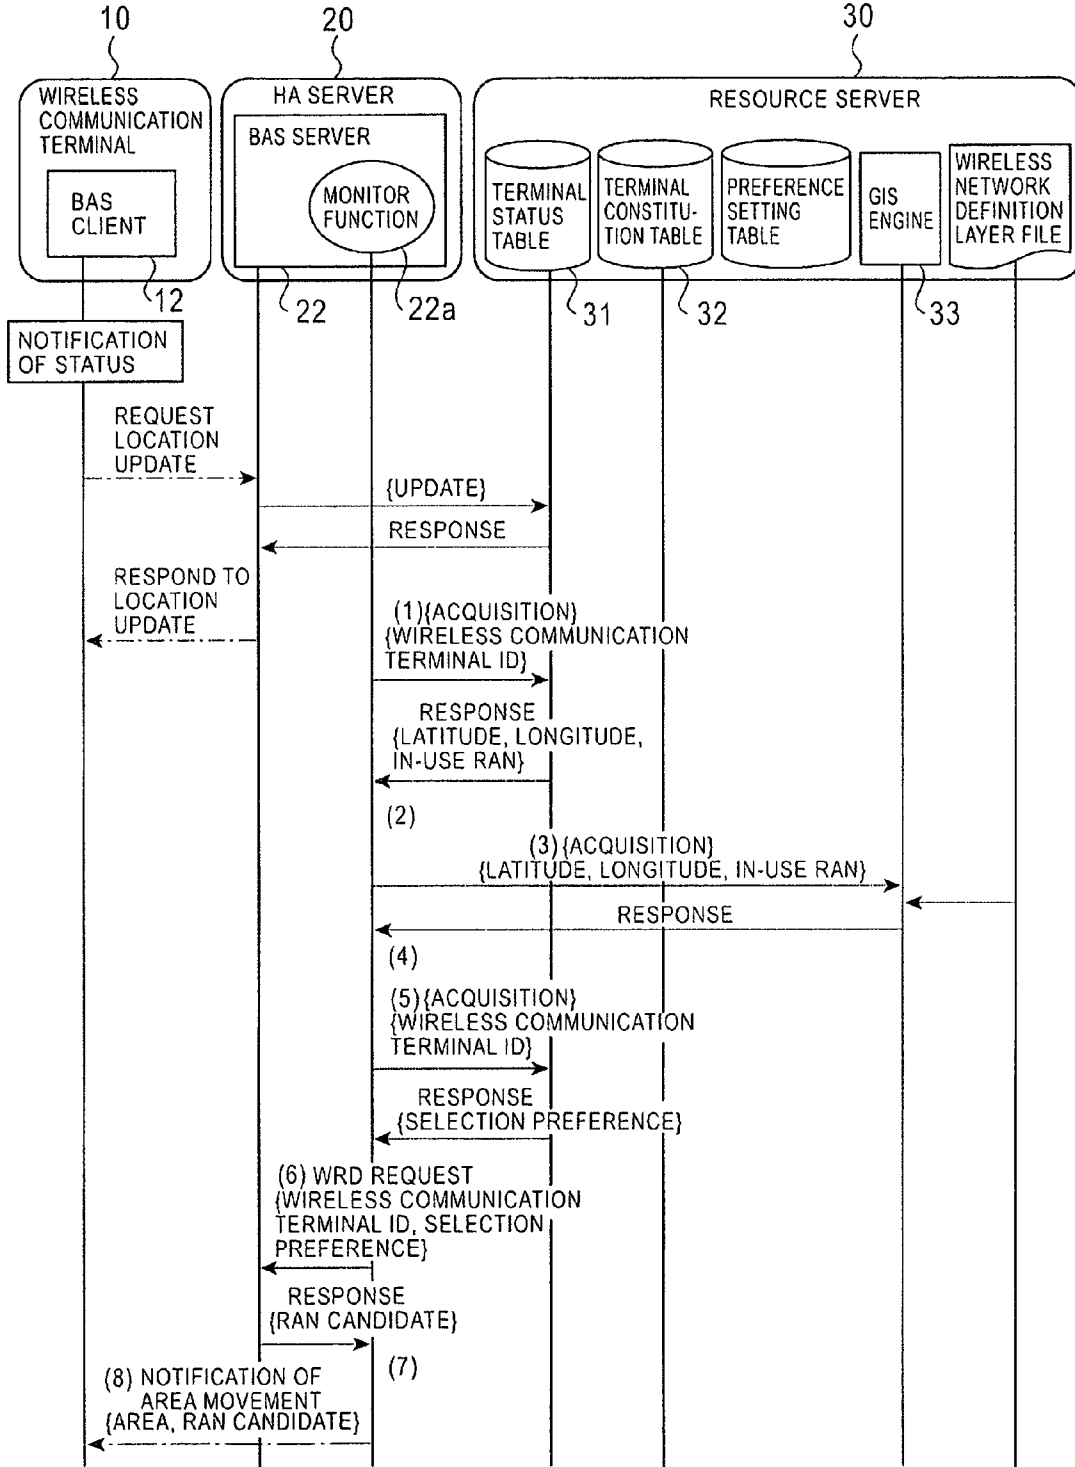 10
20
30
WIRELESS
COMMUNICATION
TERMINAL
BAS
CLIENT
HA SERVER
BAS SERVER
MONITOR
FUNCTION
RESOURCE SERVER
TERMINAL
STATUS
TABLE
TERMINAL
CONSTITU-
TION TABLE
PREFERENCE
SETTING
TABLE
GIS
ENGINE
WIRELESS
NETWORK
DEFINITION
LAYER FILE
12
22
22a
31
32
33
NOTIFICATION
OF STATUS
REQUEST
LOCATION
UPDATE
{UPDATE}
RESPONSE
RESPOND TO
LOCATION
UPDATE
(1){ACQUISITION}
{WIRELESS COMMUNICATION
TERMINAL ID}
RESPONSE
{LATITUDE, LONGITUDE,
IN-USE RAN}
(2)
(3){ACQUISITION}
{LATITUDE, LONGITUDE, IN-USE RAN}
RESPONSE
(4)
(5){ACQUISITION}
{WIRELESS COMMUNICATION
TERMINAL ID}
RESPONSE
{SELECTION PREFERENCE}
(6) WRD REQUEST
{WIRELESS COMMUNICATION
TERMINAL ID, SELECTION
PREFERENCE}
RESPONSE
{RAN CANDIDATE}
(7)
(8) NOTIFICATION OF
AREA MOVEMENT
{AREA, RAN CANDIDATE}